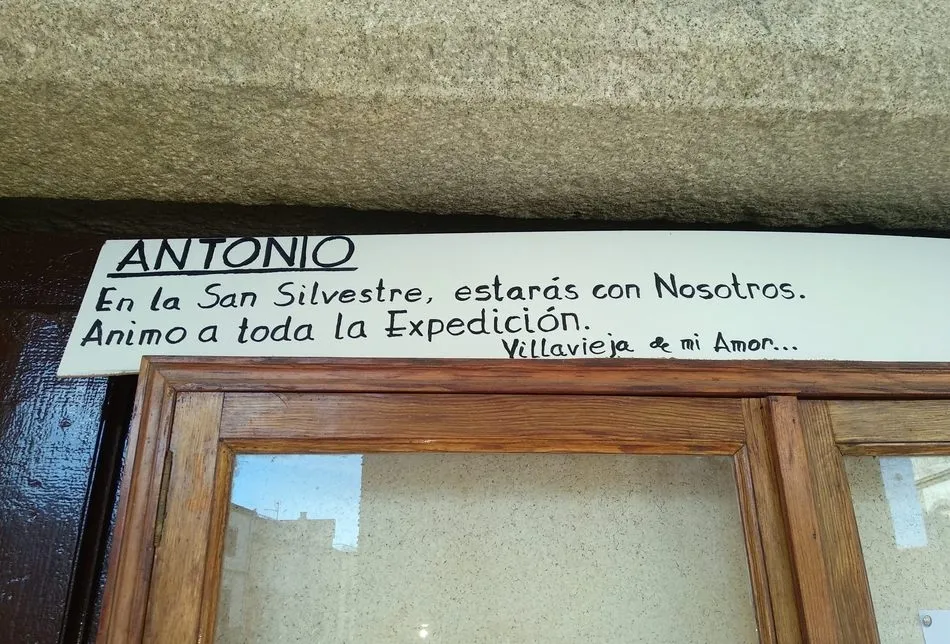 ANTONIO
En la San Silvestre, estarás con Nosotros.
Animo a toda la Expedición.
Villavieja de mi Amor...